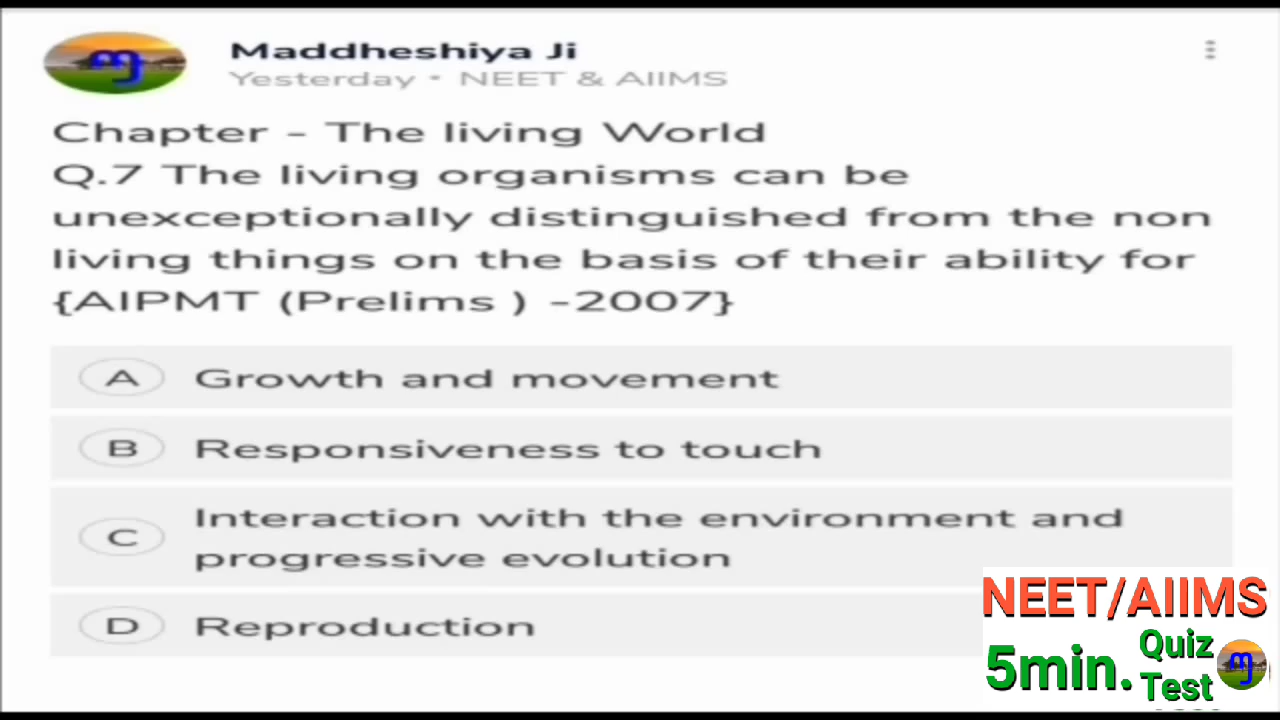 Maddheshiya Ji
Yesterday • NEET & AIIMS
Chapter - The living World
Q.7 The living organisms can be
unexceptionally distinguished from the non
living things on the basis of their ability for
{AIPMT (Prelims ) -2007}
A Growth and movement
B Responsiveness to touch
C Interaction with the environment and
progressive evolution
D Reproduction
NEET/AIIMS
5min. Quiz
Test